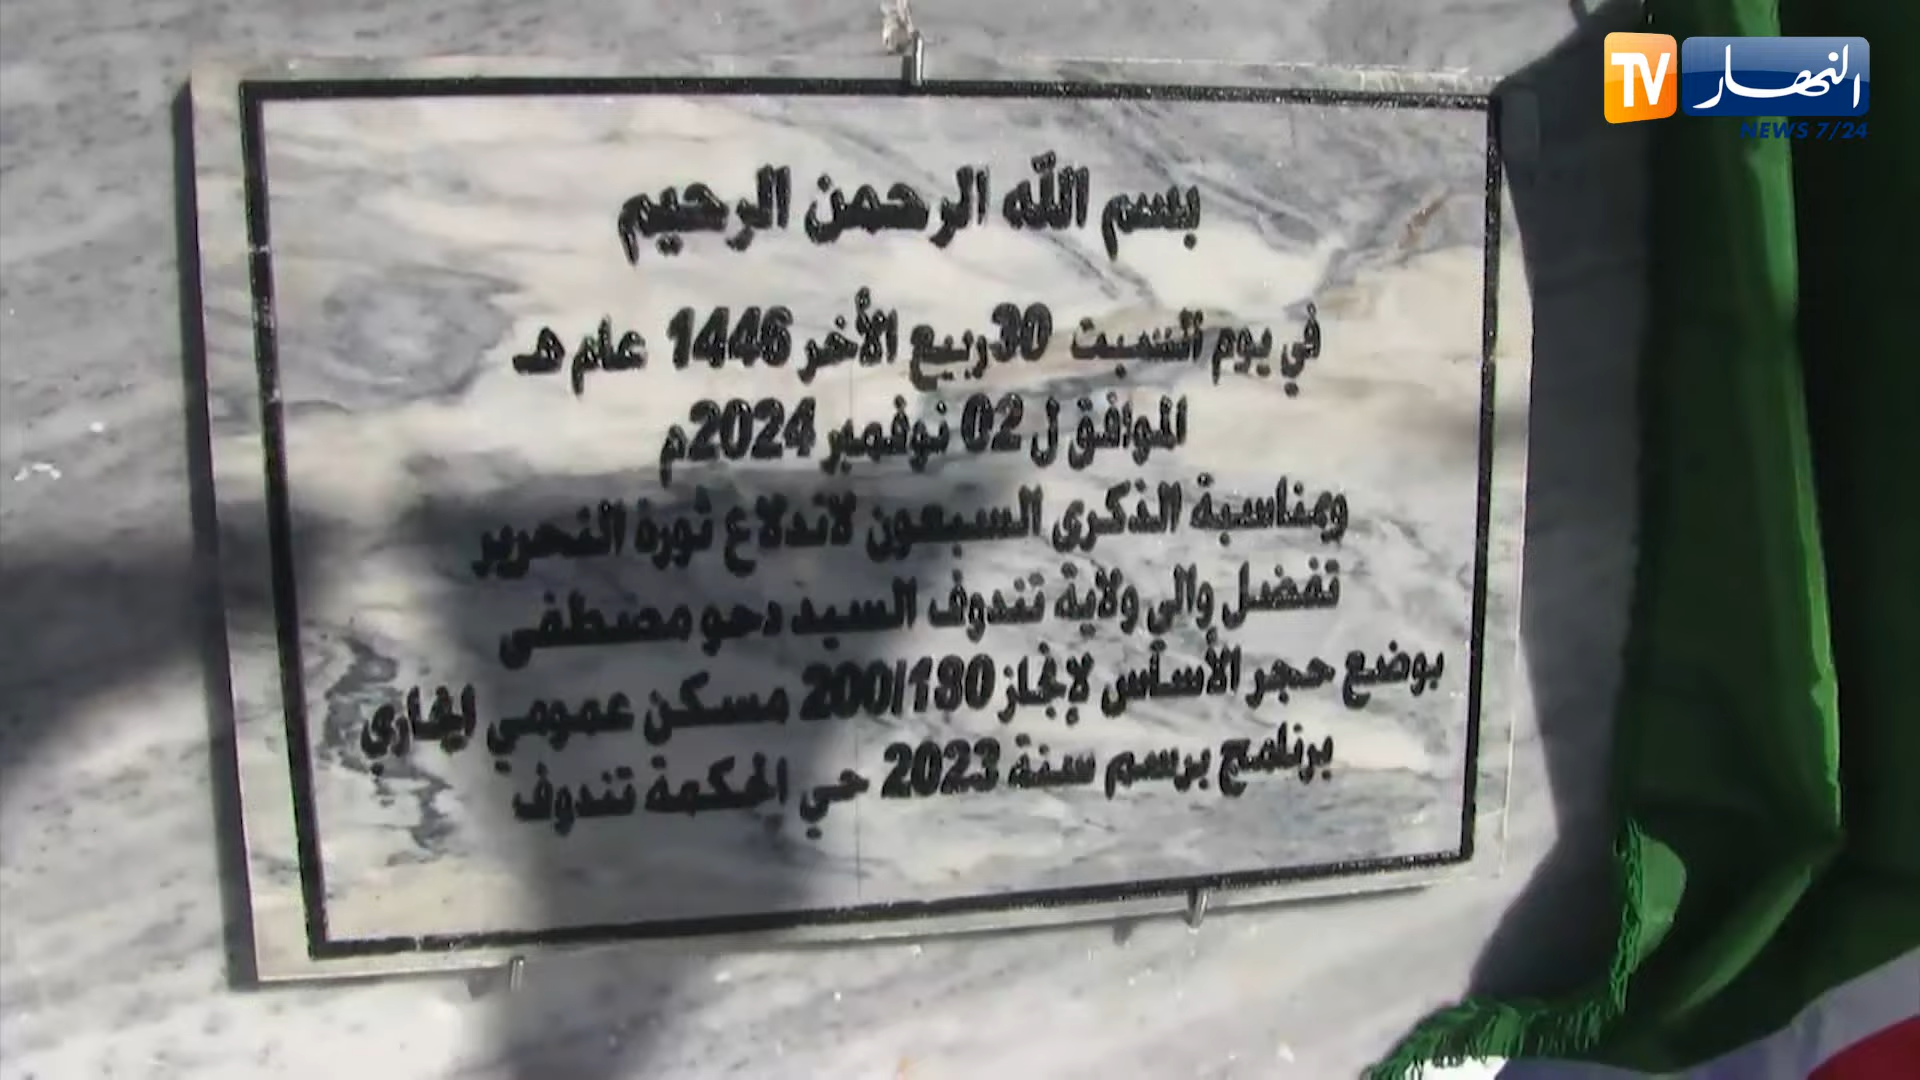 TV النهار
NEWS 7/24
بسم الله الرحمن الرحيم
في يوم السبت 30ربيع الأخر 1446 عام هـ
الموافق ل 02 نوفمبر 2024م
وبمناسبة الذكرى السبعون لاندلاع ثورة التحرير
تفضل والي ولاية تندوف السيد دحو مصطفى
بوضع حجر الأساس لإنجاز 200/180 مسكن عمومي ايجاري
برنامج برسم سنة 2023 حي الحكمة تندوف